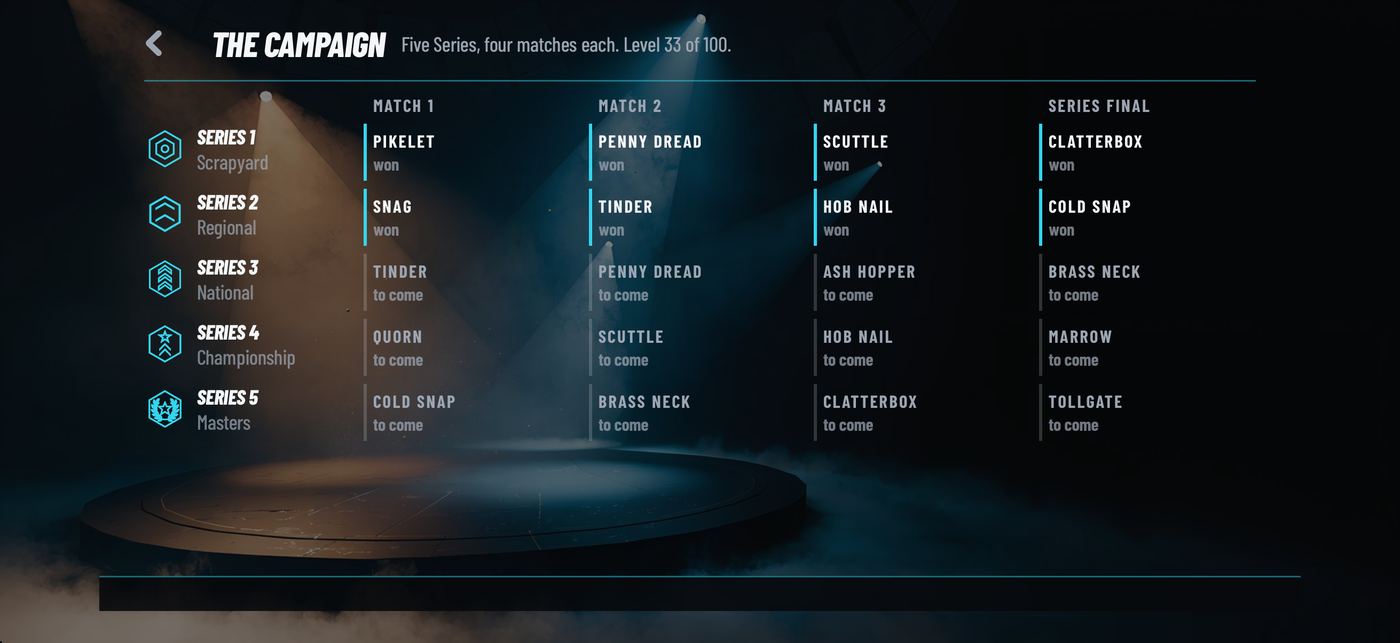 THE CAMPAIGN Five Series, four matches each. Level 33 of 100.
MATCH 1 MATCH 2 MATCH 3 SERIES FINAL
SERIES 1 PIKELET PENNY DREAD SCUTTLE CLATTERBOX
Scrapyard won won won won
SERIES 2 SNAG TINDER HOB NAIL COLD SNAP
Regional won won won won
SERIES 3 TINDER PENNY DREAD ASH HOPPER BRASS NECK
National to come to come to come to come
SERIES 4 QUORN SCUTTLE HOB NAIL MARROW
Championship to come to come to come to come
SERIES 5 COLD SNAP BRASS NECK CLATTERBOX TOLLGATE
Masters to come to come to come to come